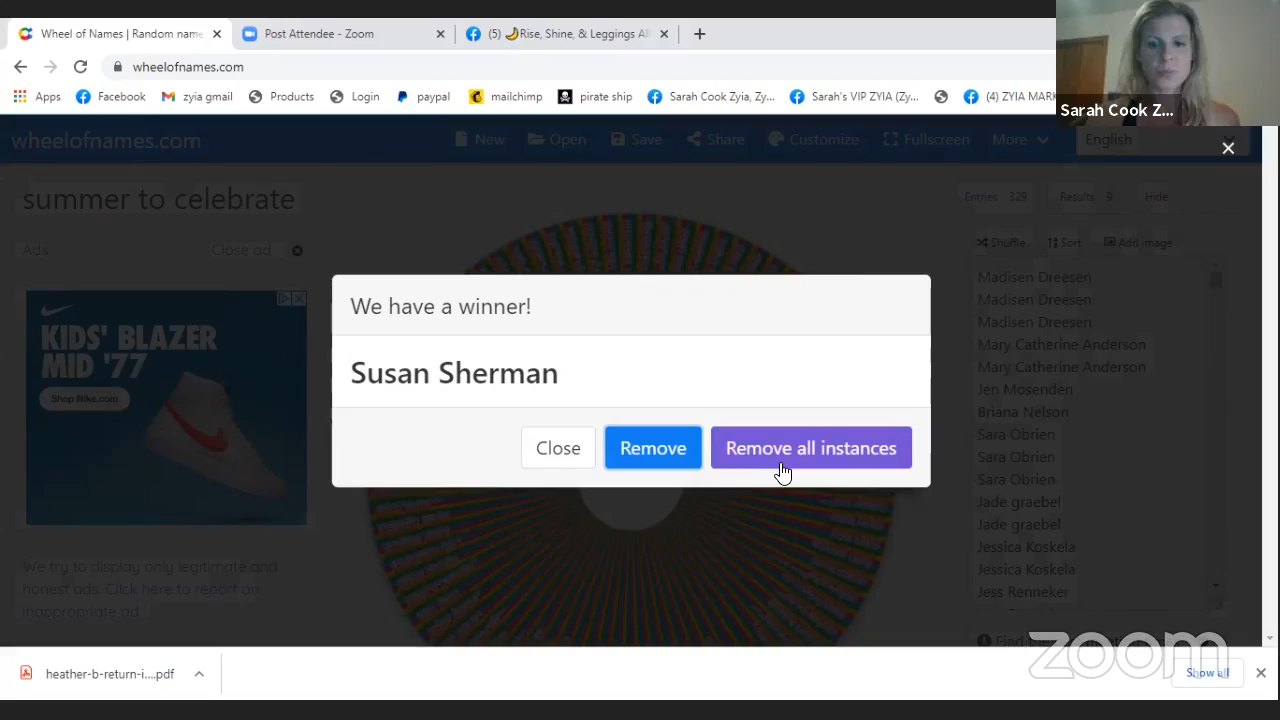 Wheel of Names | Random name
Post Attendee - Zoom
(5) 🌙Rise, Shine, & Leggings Al
wheelofnames.com
Apps
Facebook
zyia gmail
Products
Login
paypal
mailchimp
pirate ship
Sarah Cook Zyia, Zy...
Sarah's VIP ZYIA (Zy...
(4) ZYIA MARK
Sarah Cook Z...
wheelofnames.com
New
Open
Save
Share
Customize
Fullscreen
More
English
summer to celebrate
Entries 329
Results 9
Hide
Ads
Close ad
Shuffle
Sort
Add image
KIDS' BLAZER
MID '77
Shop Nike.com
We have a winner!
Susan Sherman
Close
Remove
Remove all instances
Madisen Dreesen
Madisen Dreesen
Madisen Dreesen
Mary Catherine Anderson
Mary Catherine Anderson
Jen Mosenden
Briana Nelson
Sara Obrien
Sara Obrien
Sara Obrien
Jade graebel
Jade graebel
Jessica Koskela
Jessica Koskela
Jess Renneker
We try to display only legitimate and
honest ads. Click here to report an
inappropriate ad
zoom
heather-b-return-i....pdf
Show all